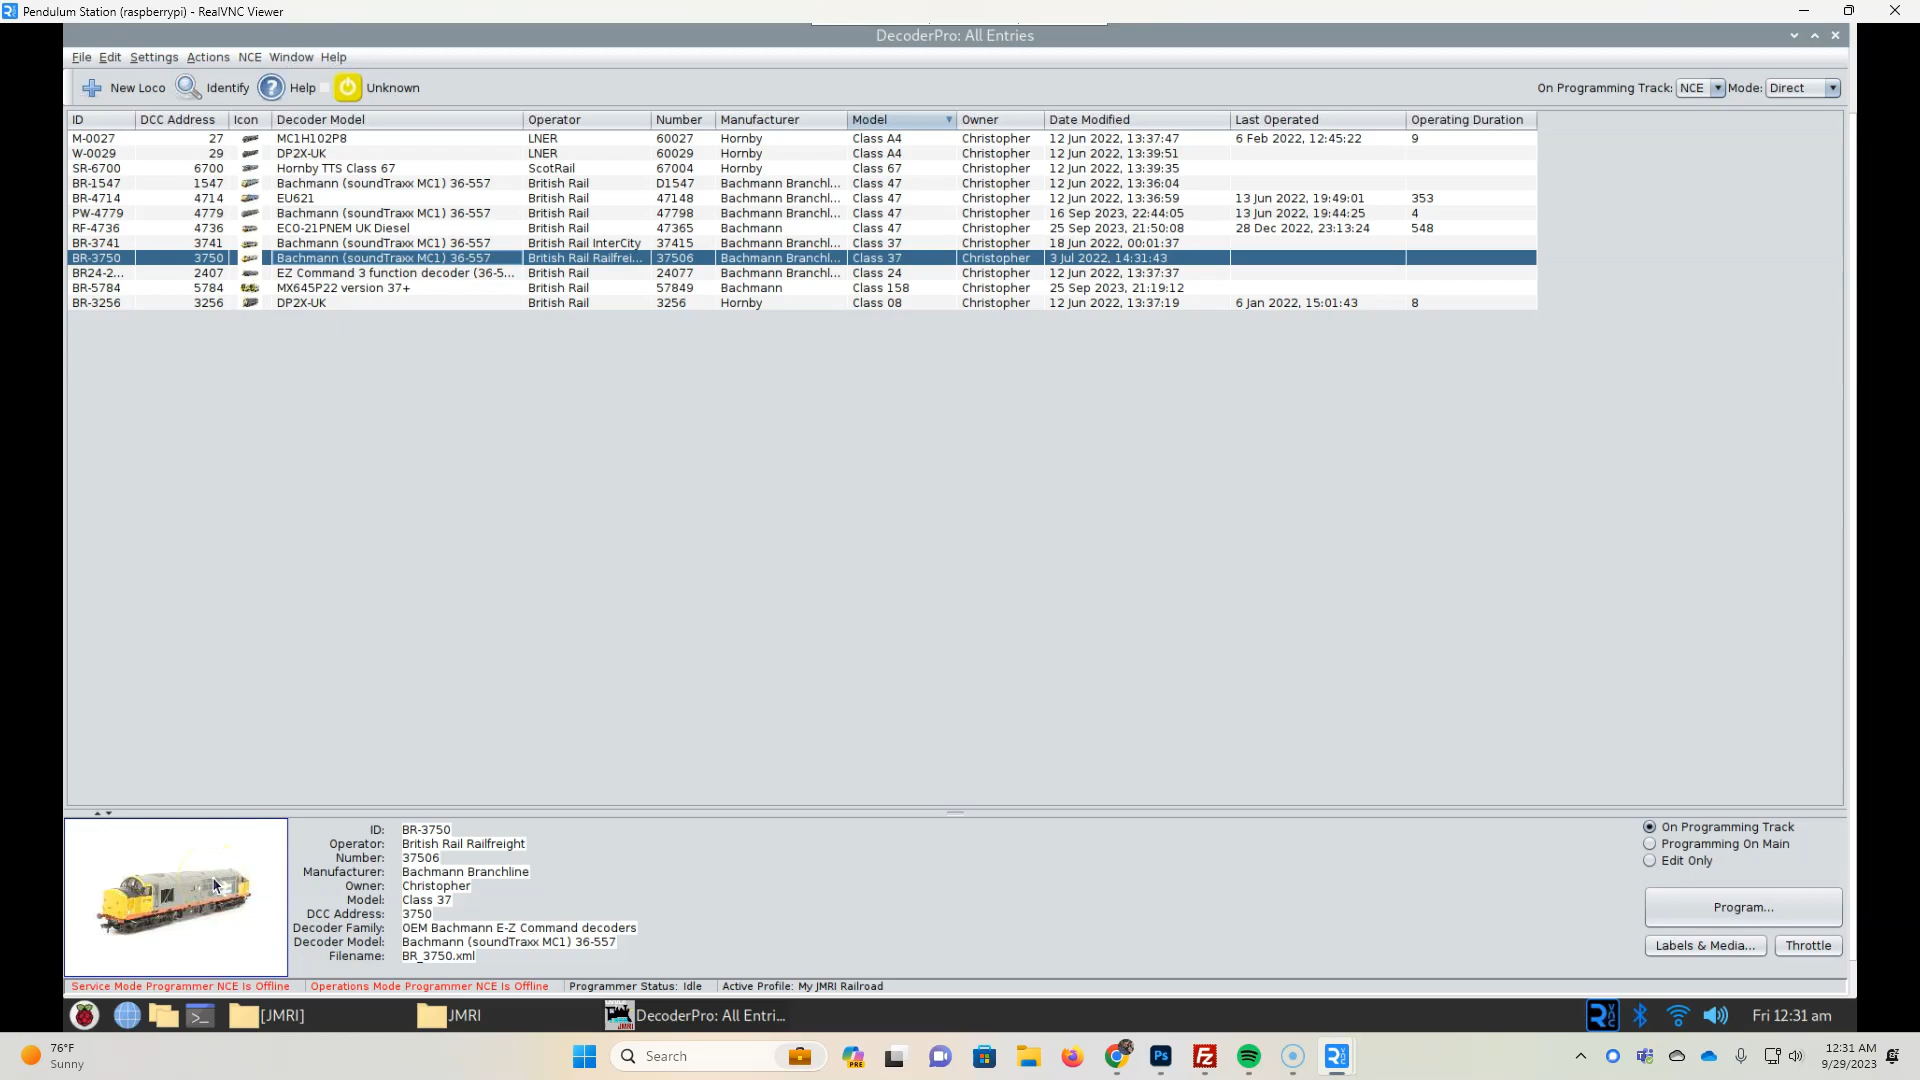 Pendulum Station (raspberrypi) - RealVNC Viewer
DecoderPro: All Entries
File Edit Settings Actions NCE Window Help
New Loco Identify Help Unknown On Programming Track: NCE Mode: Direct
ID DCC Address Icon Decoder Model Operator Number Manufacturer Model Owner Date Modified Last Operated Operating Duration
M-0027 27 MC1H102P8 LNER 60027 Hornby Class A4 Christopher 12 Jun 2022, 13:37:47 6 Feb 2022, 12:45:22 9
W-0029 29 DP2X-UK LNER 60029 Hornby Class A4 Christopher 12 Jun 2022, 13:39:51
SR-6700 6700 Hornby TTS Class 67 ScotRail 67004 Hornby Class 67 Christopher 12 Jun 2022, 13:39:35
BR-1547 1547 Bachmann (soundTraxx MC1) 36-557 British Rail D1547 Bachmann Branchl... Class 47 Christopher 12 Jun 2022, 13:36:04
BR-4714 4714 EU621 British Rail 47148 Bachmann Branchl... Class 47 Christopher 12 Jun 2022, 13:36:59 13 Jun 2022, 19:49:01 353
PW-4779 4779 Bachmann (soundTraxx MC1) 36-557 British Rail 47798 Bachmann Branchl... Class 47 Christopher 16 Sep 2023, 22:44:05 13 Jun 2022, 19:44:25 4
RF-4736 4736 ECO-21PNEM UK Diesel British Rail 47365 Bachmann Class 47 Christopher 25 Sep 2023, 21:50:08 28 Dec 2022, 23:13:24 548
BR-3741 3741 Bachmann (soundTraxx MC1) 36-557 British Rail InterCity 37415 Bachmann Branchl... Class 37 Christopher 18 Jun 2022, 00:01:37
BR-3750 3750 Bachmann (soundTraxx MC1) 36-557 British Rail Railfrei... 37506 Bachmann Branchl... Class 37 Christopher 3 Jul 2022, 14:31:43
BR24-2... 2407 EZ Command 3 function decoder (36-5... British Rail 24077 Bachmann Branchl... Class 24 Christopher 12 Jun 2022, 13:37:37
BR-5784 5784 MX645P22 version 37+ British Rail 57849 Bachmann Class 158 Christopher 25 Sep 2023, 21:19:12
BR-3256 3256 DP2X-UK British Rail 3256 Hornby Class 08 Christopher 12 Jun 2022, 13:37:19 6 Jan 2022, 15:01:43 8
ID: BR-3750
Operator: British Rail Railfreight
Number: 37506
Manufacturer: Bachmann Branchline
Owner: Christopher
Model: Class 37
DCC Address: 3750
Decoder Family: OEM Bachmann E-Z Command decoders
Decoder Model: Bachmann (soundTraxx MC1) 36-557
Filename: BR_3750.xml
On Programming Track
Programming On Main
Edit Only
Program...
Labels & Media... Throttle
Service Mode Programmer NCE Is Offline Operations Mode Programmer NCE Is Offline Programmer Status: Idle Active Profile: My JMRI Railroad
[JMRI] JMRI DecoderPro: All Entri... Fri 12:31 am
76°F
Sunny
Search
12:31 AM
9/29/2023